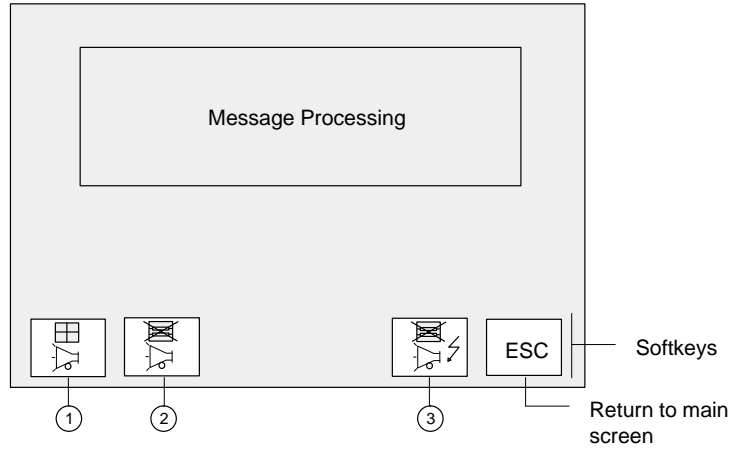 Message Processing
ESC
Softkeys
1
2
3
Return to main
screen